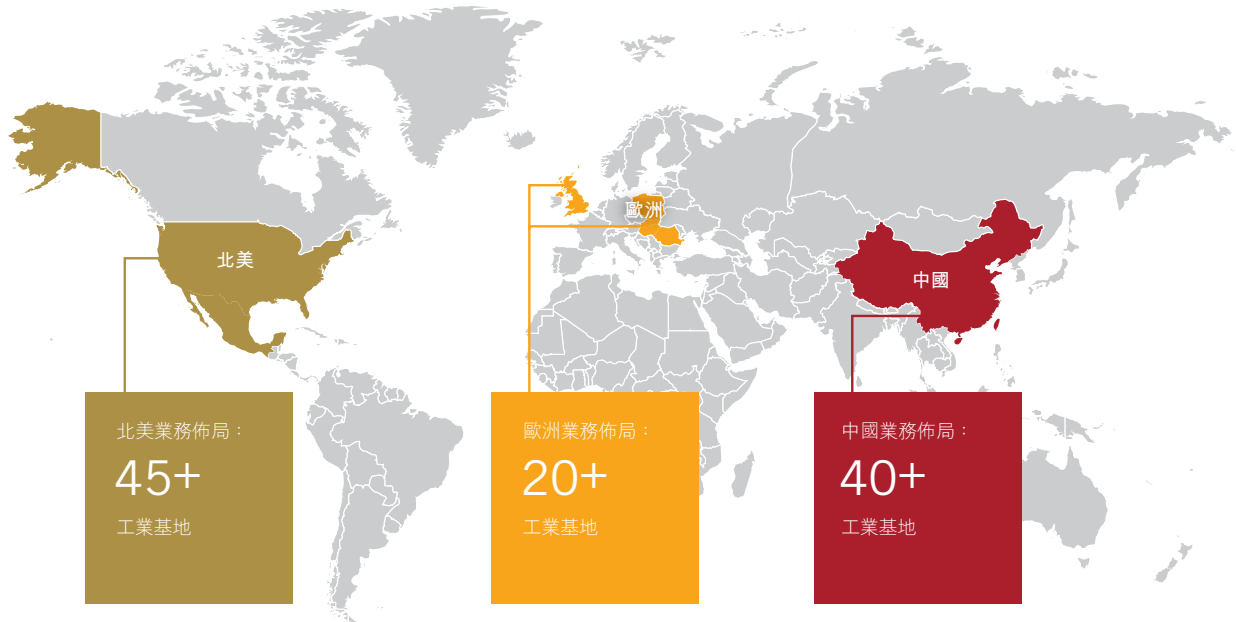 北美
歐洲
中國
北美業務佈局：
45+
工業基地
歐洲業務佈局：
20+
工業基地
中國業務佈局：
40+
工業基地